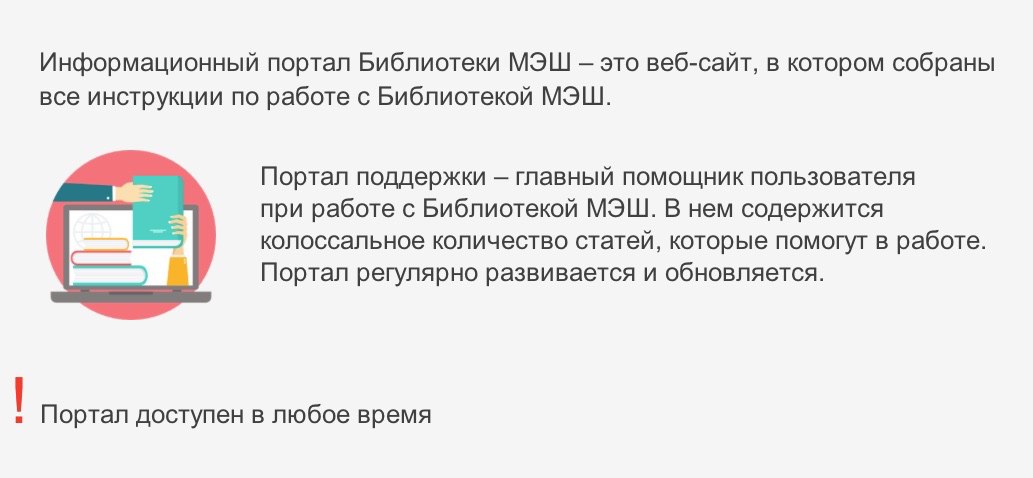 Информационный портал Библиотеки МЭШ – это веб-сайт, в котором собраны
все инструкции по работе с Библиотекой МЭШ.
Портал поддержки – главный помощник пользователя
при работе с Библиотекой МЭШ. В нем содержится
колоссальное количество статей, которые помогут в работе.
Портал регулярно развивается и обновляется.
! Портал доступен в любое время